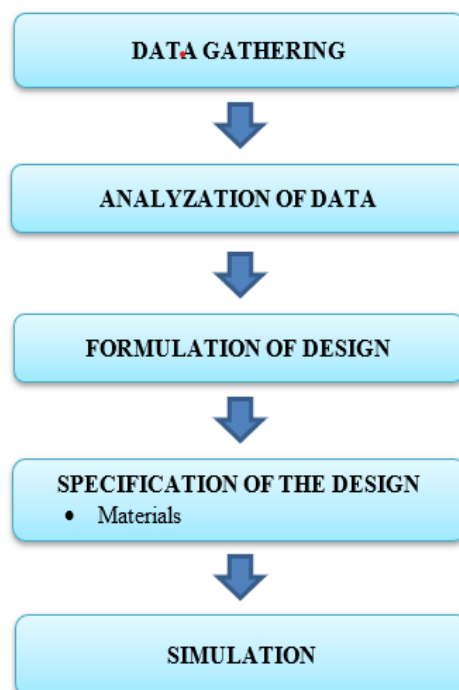 DATA GATHERING
ANALYZATION OF DATA
FORMULATION OF DESIGN
SPECIFICATION OF THE DESIGN
• Materials
SIMULATION